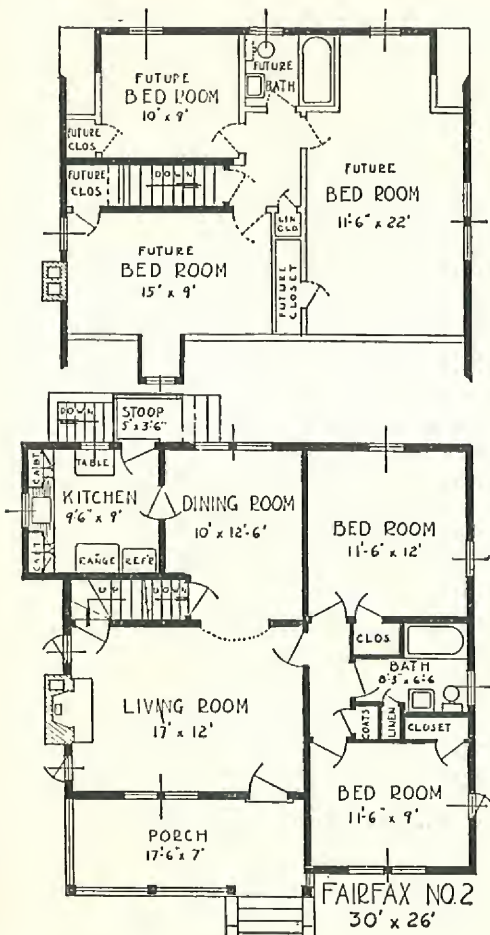 FUTURE
BED ROOM
10' x 9'
FUTURE
BATH
FUTURE
CLOS.
FUTURE
CLOS.
DOWN
FUTURE
BED ROOM
11'-6" x 22'
LIN.
CLO.
FUTURE
BED ROOM
15' x 9'
FUTURE
CLOSET
DOWN
STOOP
5' x 3'-6"
CABT
TABLE
KITCHEN
9'-6" x 9'
DINING ROOM
10' x 12'-6"
BED ROOM
11'-6" x 12'
CABT
RANGE
REFR
UP
DOWN
CLOS.
BATH
LIVING ROOM
17' x 12'
COATS
LINEN
CLOSET
BED ROOM
11'-6" x 9'
PORCH
17'-6" x 7'
FAIRFAX NO. 2
30' x 26'